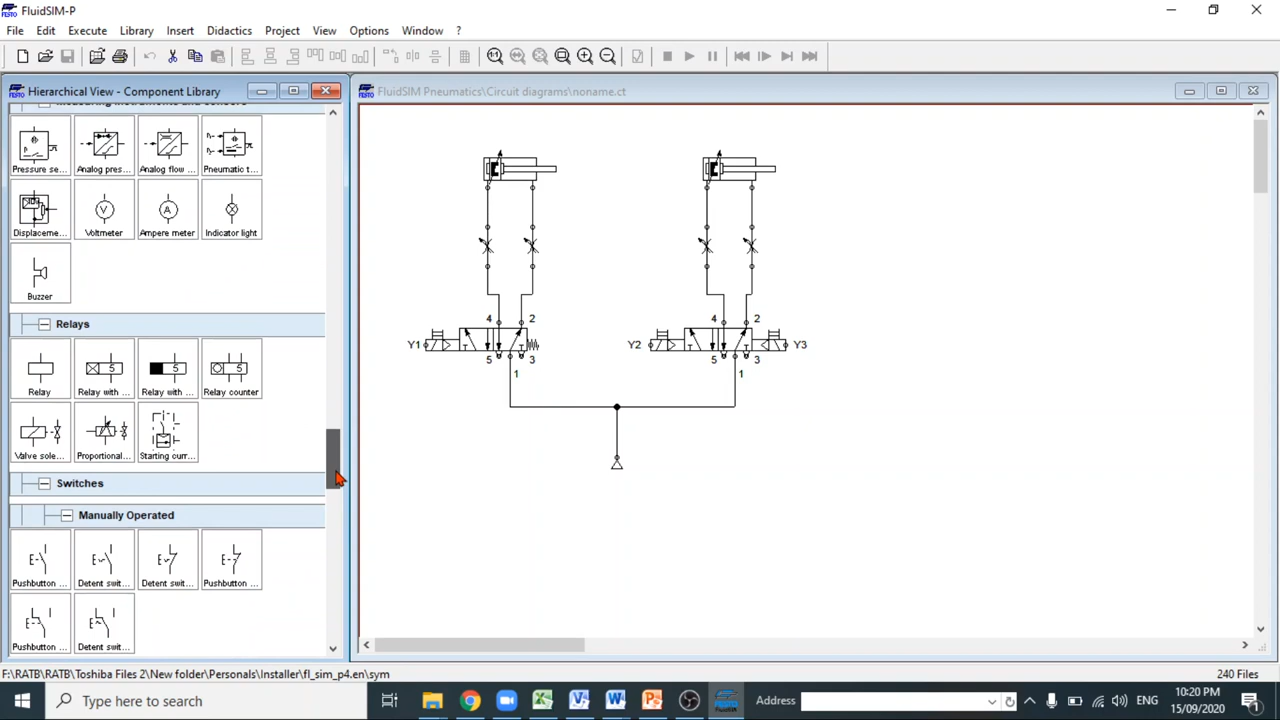 FluidSIM-P
File Edit Execute Library Insert Didactics Project View Options Window ?
Hierarchical View - Component Library
FluidSIM Pneumatics\Circuit diagrams\noname.ct
Measuring Instruments and Sensors
Pressure se... Analog pres... Analog flow ... Pneumatic t...
Displaceme... Voltmeter Ampere meter Indicator light
Buzzer
Relays
Relay Relay with ... Relay with ... Relay counter
Valve sole... Proportional... Starting curr...
Switches
Manually Operated
Pushbutton ... Detent swit... Detent swit... Pushbutton ...
Pushbutton ... Detent swit...
4 2 4 2
Y1 Y2 Y3
5 3 5 3
1 1
F:\RATB\RATB\Toshiba Files 2\New folder\Personals\Installer\fl_sim_p4.en\sym
240 Files
Type here to search
Address
ENG
10:20 PM
15/09/2020